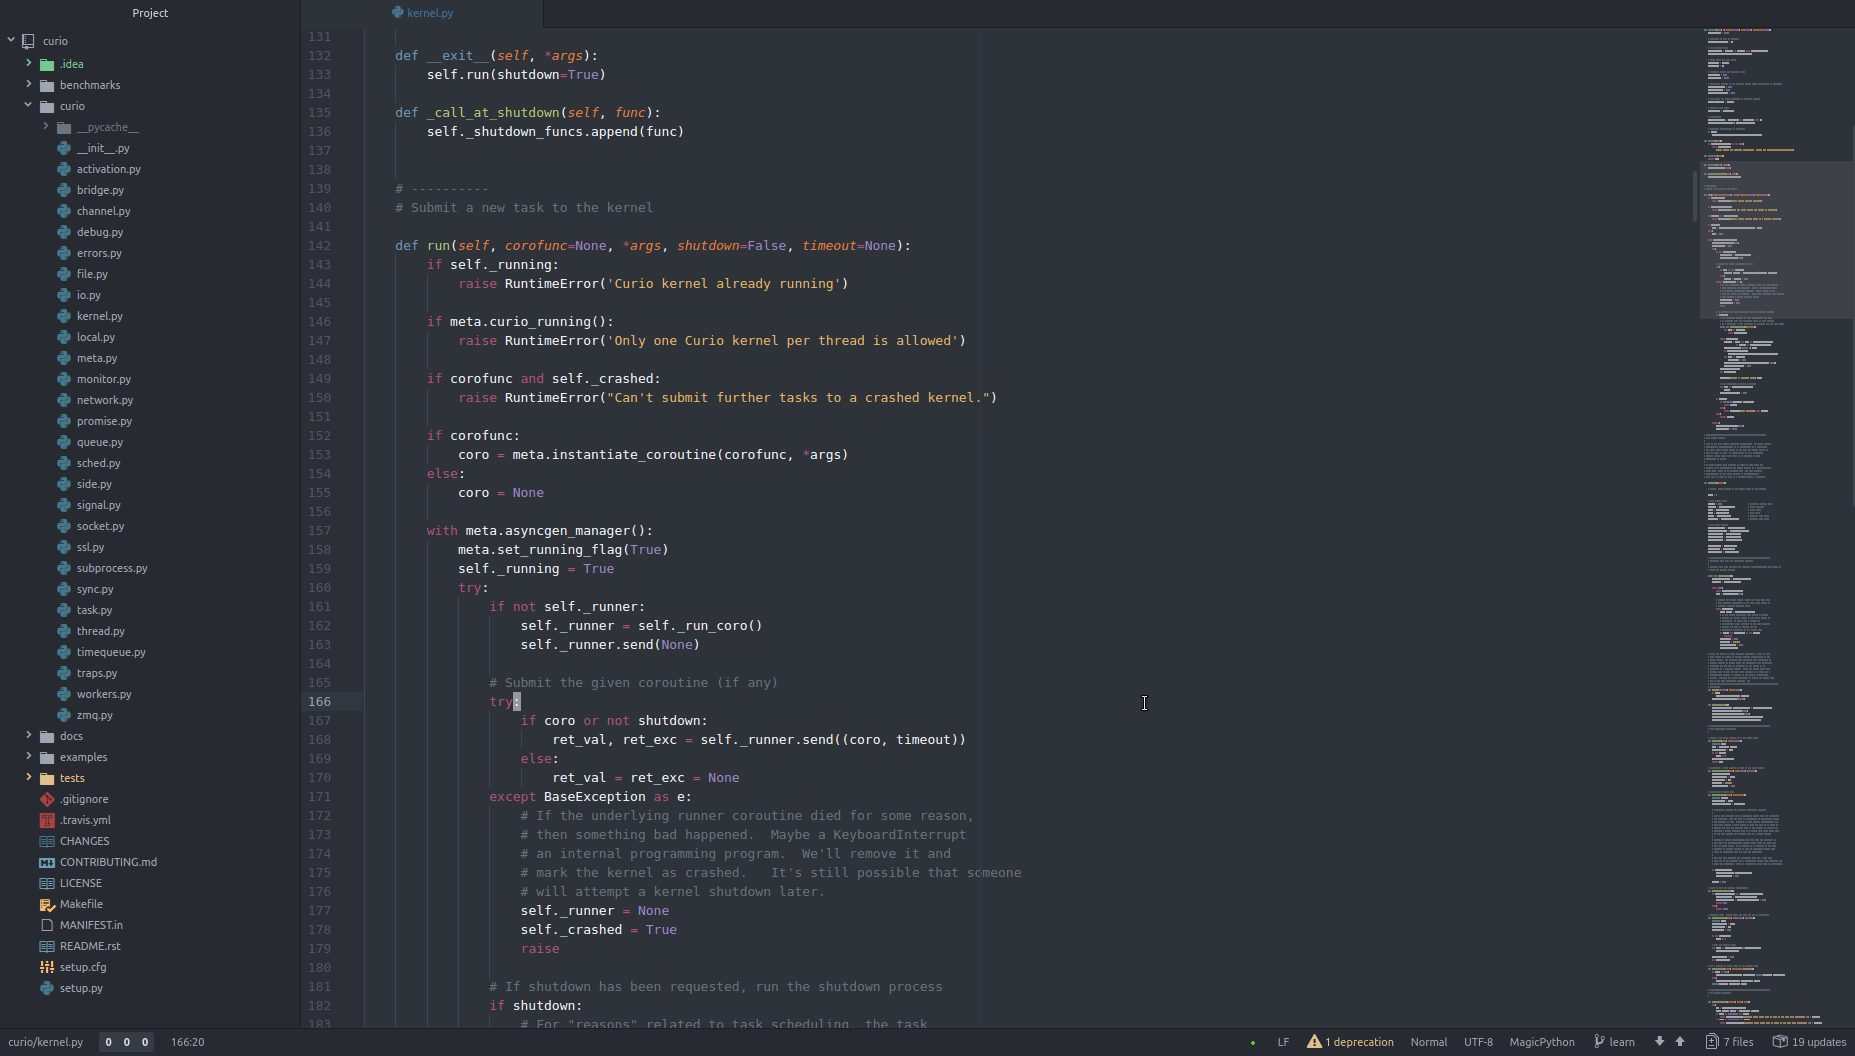 Project
kernel.py
curio
.idea
benchmarks
curio
__pycache__
__init__.py
activation.py
bridge.py
channel.py
debug.py
errors.py
file.py
io.py
kernel.py
local.py
meta.py
monitor.py
network.py
promise.py
queue.py
sched.py
side.py
signal.py
socket.py
ssl.py
subprocess.py
sync.py
task.py
thread.py
timequeue.py
traps.py
workers.py
zmq.py
docs
examples
tests
.gitignore
.travis.yml
CHANGES
CONTRIBUTING.md
LICENSE
Makefile
MANIFEST.in
README.rst
setup.cfg
setup.py
131
132 def __exit__(self, *args):
133 self.run(shutdown=True)
134
135 def _call_at_shutdown(self, func):
136 self._shutdown_funcs.append(func)
137
138
139 # ----------
140 # Submit a new task to the kernel
141
142 def run(self, corofunc=None, *args, shutdown=False, timeout=None):
143 if self._running:
144 raise RuntimeError('Curio kernel already running')
145
146 if meta.curio_running():
147 raise RuntimeError('Only one Curio kernel per thread is allowed')
148
149 if corofunc and self._crashed:
150 raise RuntimeError("Can't submit further tasks to a crashed kernel.")
151
152 if corofunc:
153 coro = meta.instantiate_coroutine(corofunc, *args)
154 else:
155 coro = None
156
157 with meta.asyncgen_manager():
158 meta.set_running_flag(True)
159 self._running = True
160 try:
161 if not self._runner:
162 self._runner = self._run_coro()
163 self._runner.send(None)
164
165 # Submit the given coroutine (if any)
166 try:
167 if coro or not shutdown:
168 ret_val, ret_exc = self._runner.send((coro, timeout))
169 else:
170 ret_val = ret_exc = None
171 except BaseException as e:
172 # If the underlying runner coroutine died for some reason,
173 # then something bad happened.  Maybe a KeyboardInterrupt
174 # an internal programming program.  We'll remove it and
175 # mark the kernel as crashed.   It's still possible that someone
176 # will attempt a kernel shutdown later.
177 self._runner = None
178 self._crashed = True
179 raise
180
181 # If shutdown has been requested, run the shutdown process
182 if shutdown:
183 # For "reasons" related to task scheduling, the task
curio/kernel.py 0 0 0 166:20 LF 1 deprecation Normal UTF-8 MagicPython learn 7 files 19 updates